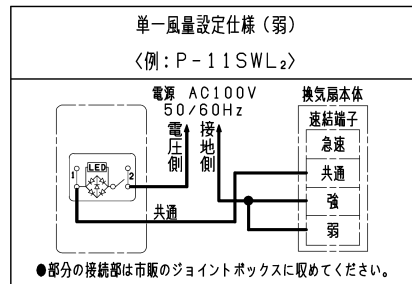 単一風量設定仕様（弱）
〈例：P-11SWL₂〉
電源 AC100V
50/60Hz
電圧側
接地側
換気扇本体
速結端子
急速
共通
強
弱
LED
1
2
共通
●部分の接続部は市販のジョイントボックスに収めてください。